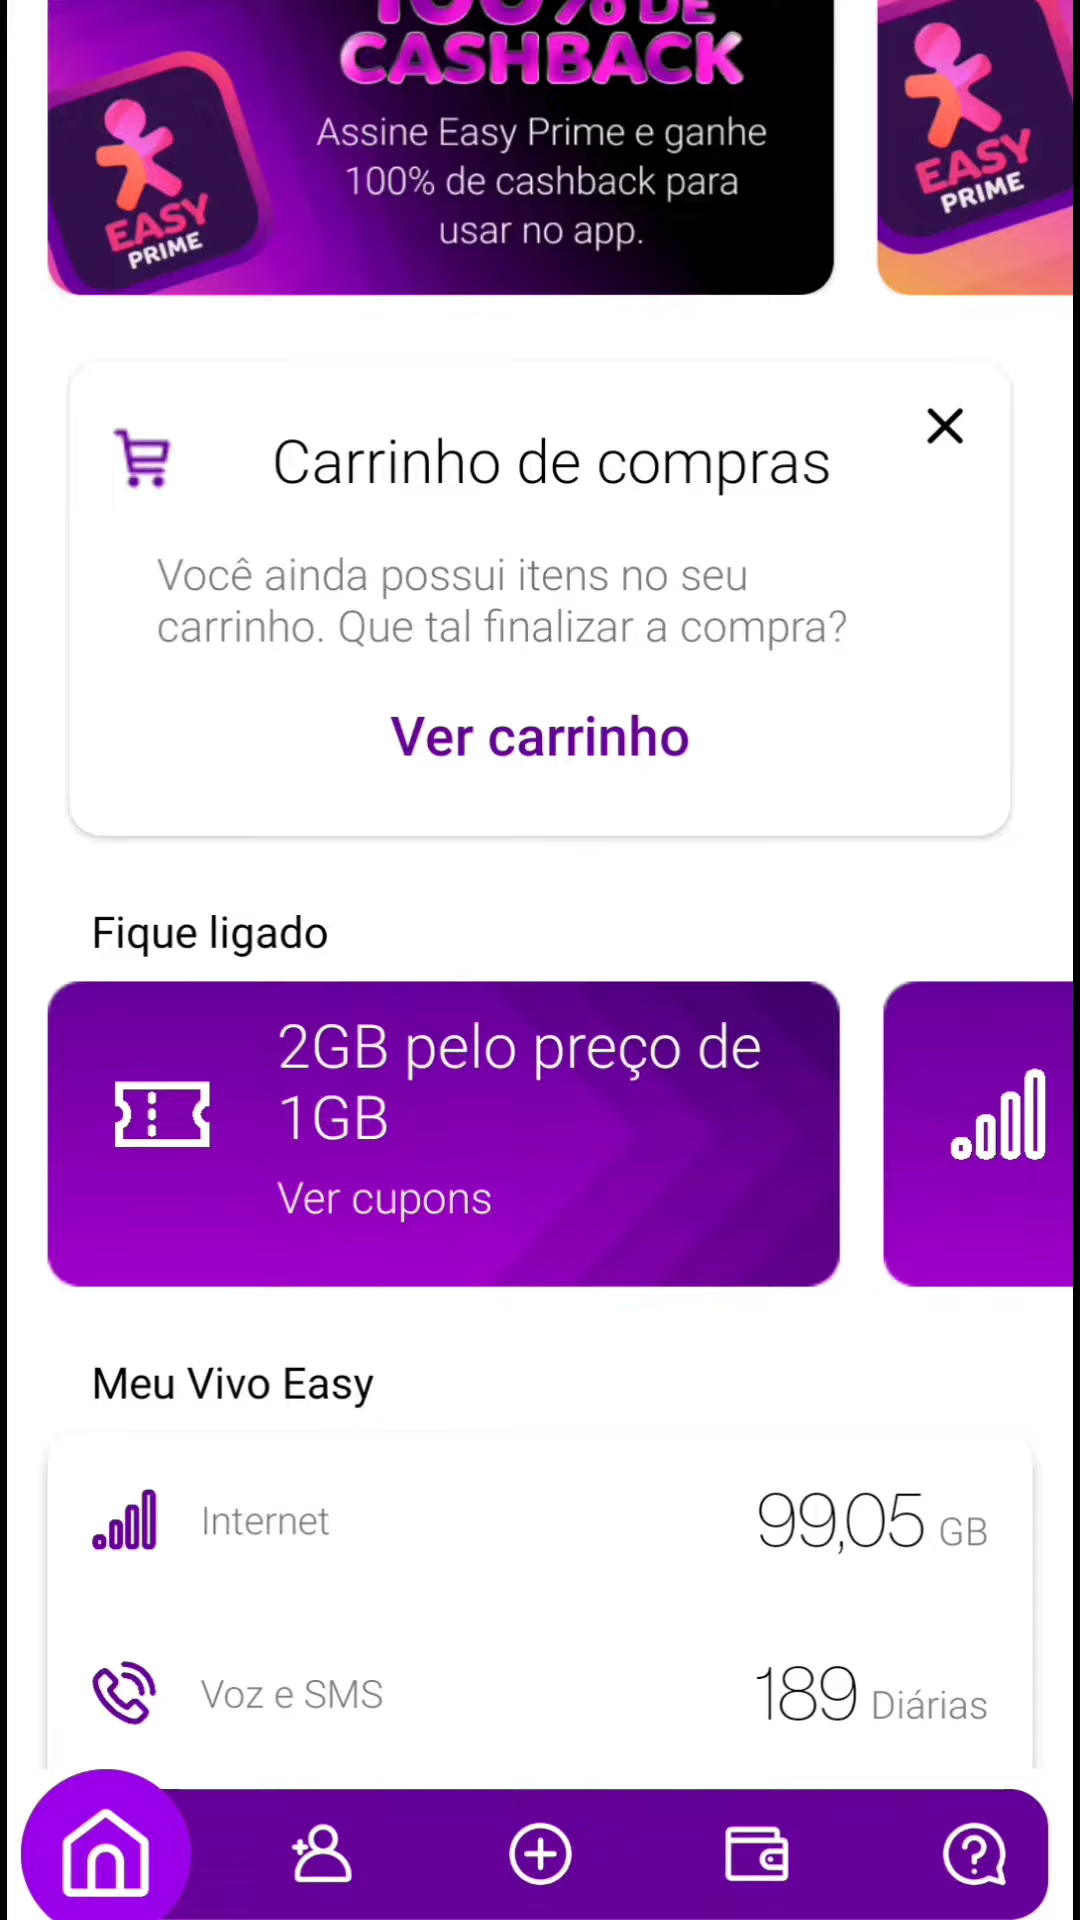 100% DE
CASHBACK
Assine Easy Prime e ganhe
100% de cashback para
usar no app.
EASY
PRIME
EASY
PRIME
Carrinho de compras
Você ainda possui itens no seu
carrinho. Que tal finalizar a compra?
Ver carrinho
Fique ligado
2GB pelo preço de
1GB
Ver cupons
Meu Vivo Easy
Internet 99,05 GB
Voz e SMS 189 Diárias